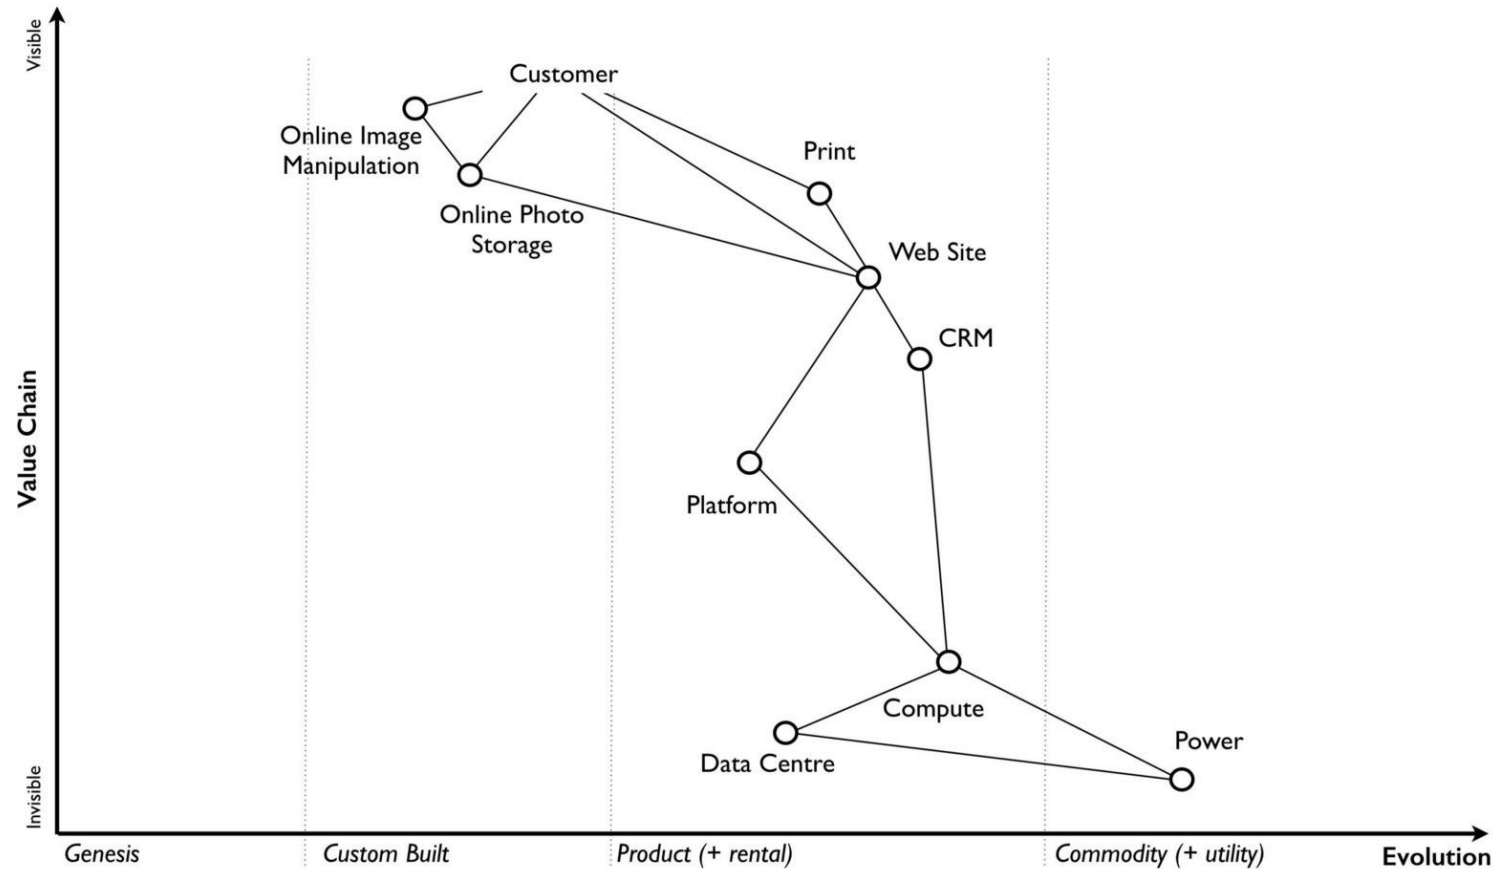 Visible
Customer
Online Image
Manipulation
Print
Online Photo
Storage
Web Site
CRM
Value Chain
Platform
Compute
Power
Data Centre
Invisible
Genesis
Custom Built
Product (+ rental)
Commodity (+ utility)
Evolution